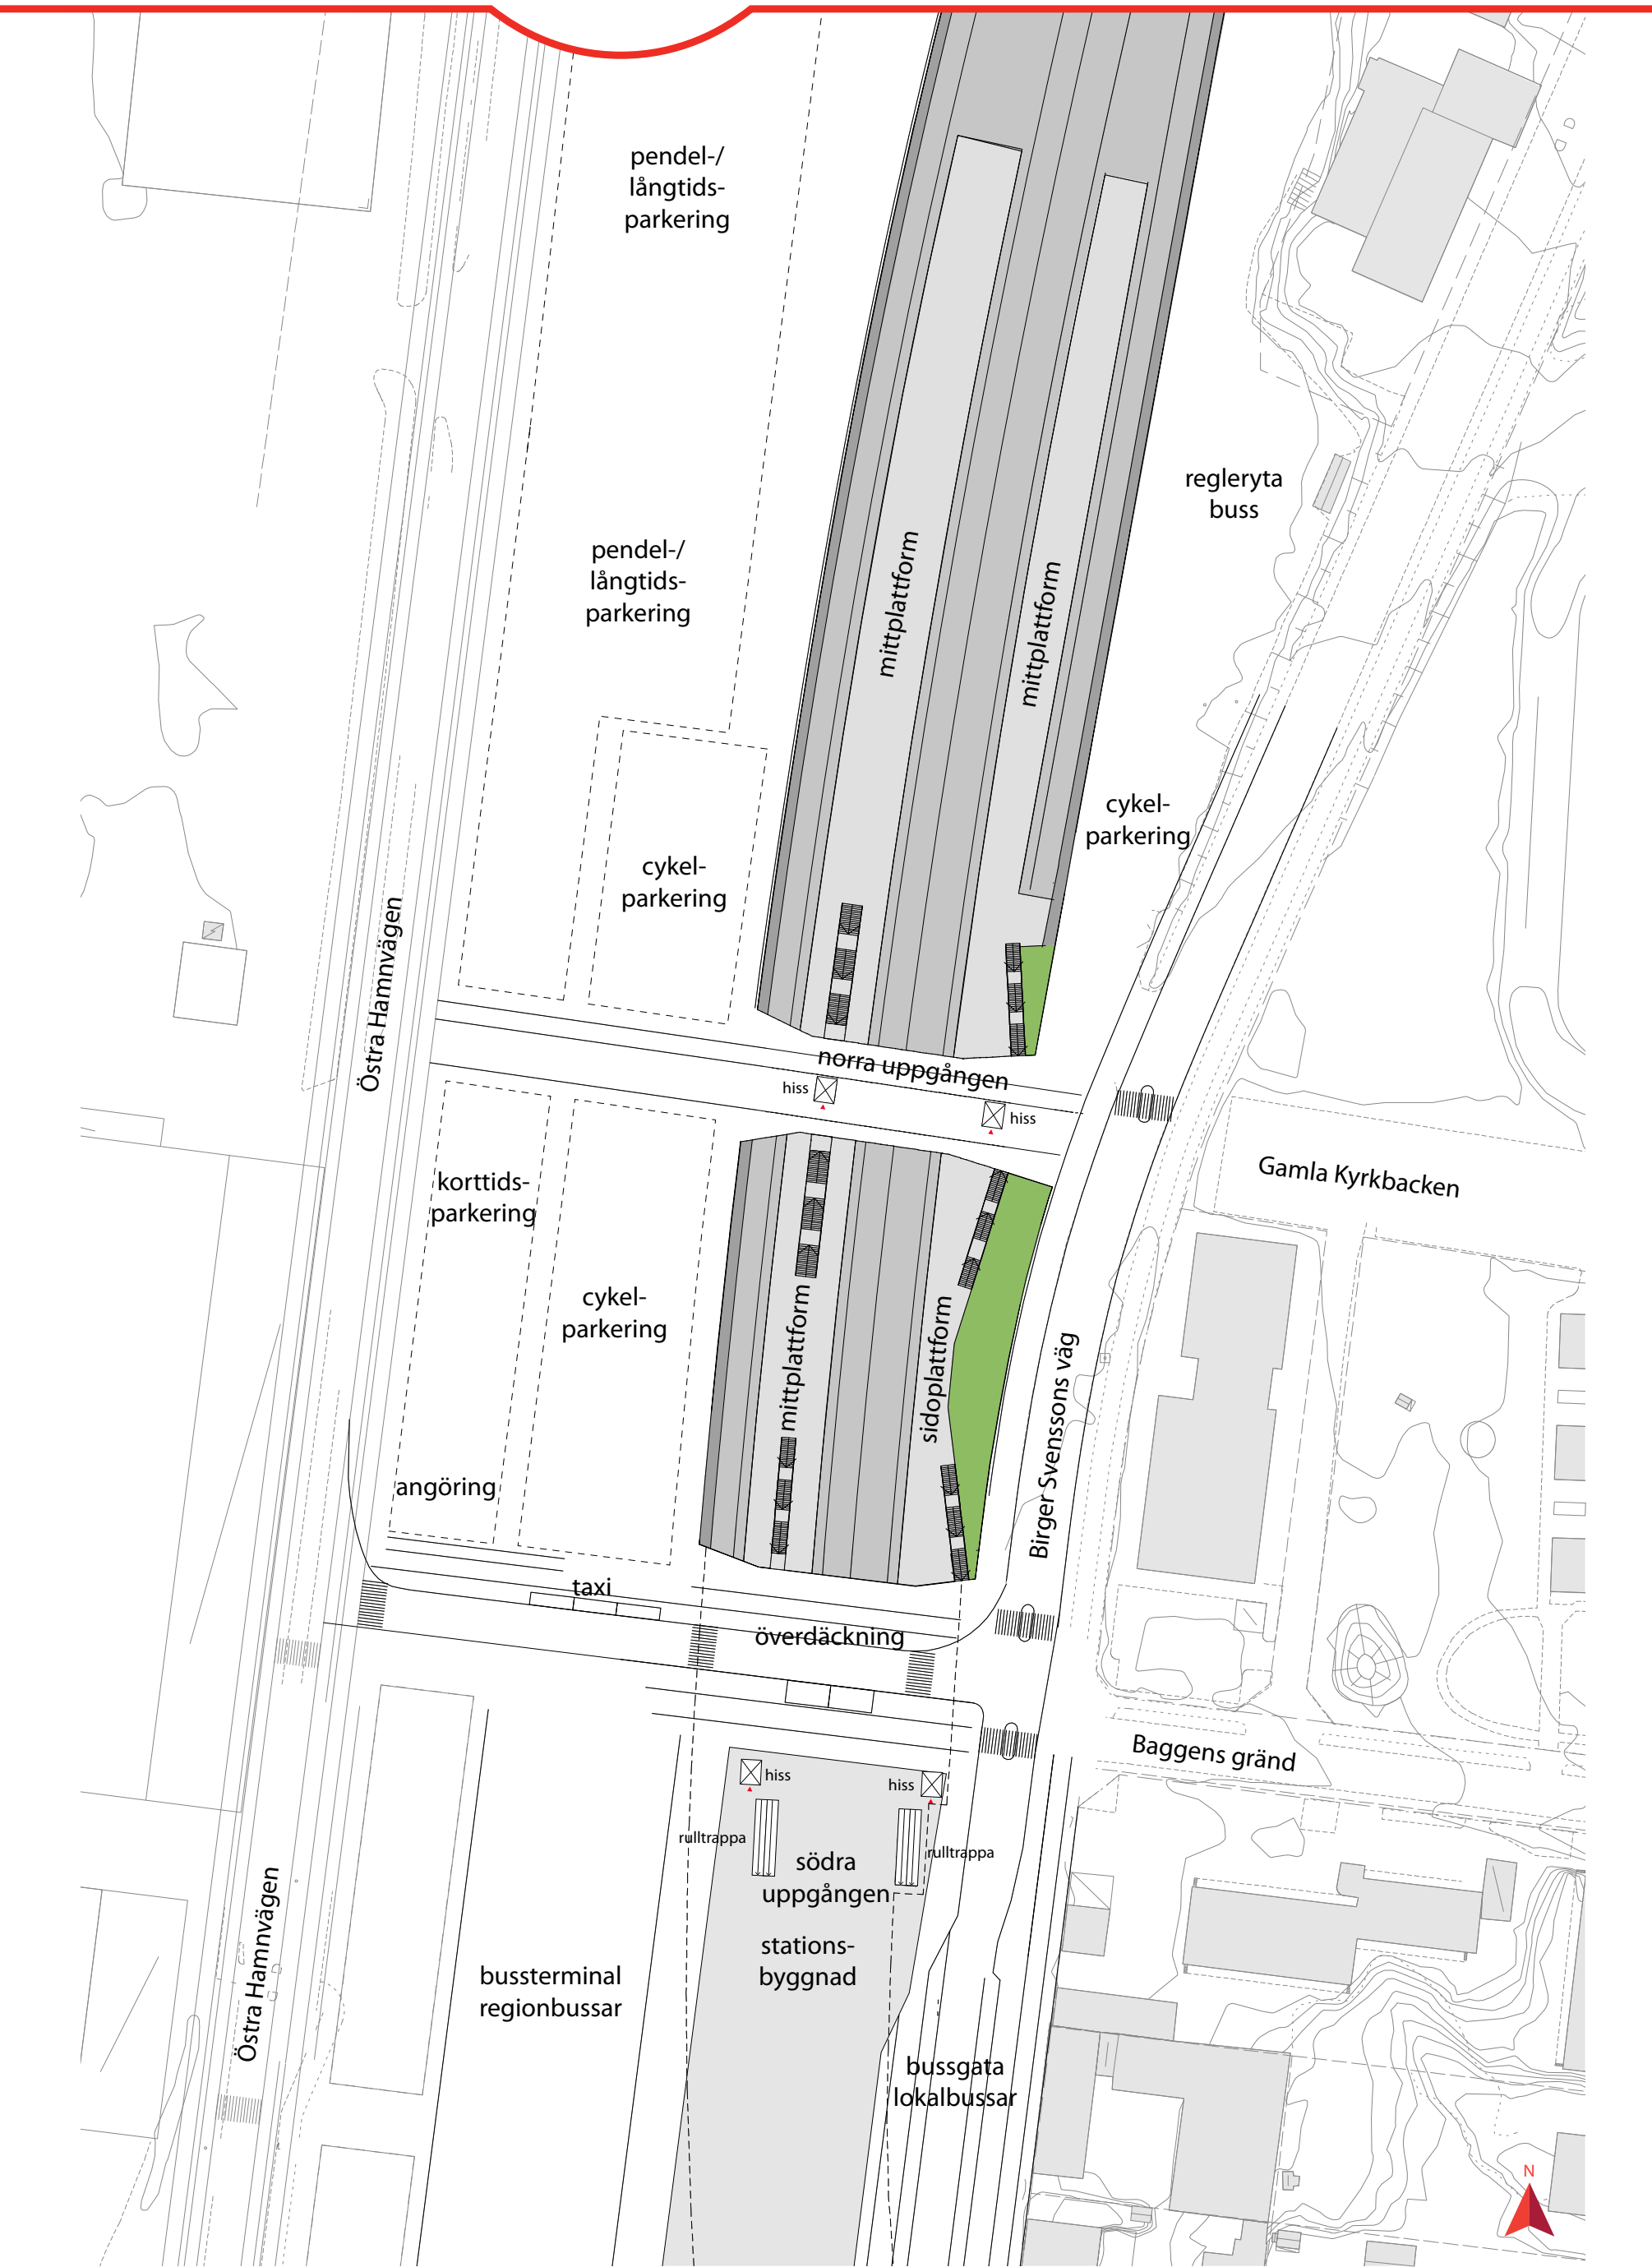 pendel-/
långtids-
parkering
regleryta
buss
pendel-/
långtids-
parkering
mittplattform
mittplattform
cykel-
parkering
cykel-
parkering
Östra Hamnvägen
norra uppgången
hiss
hiss
Gamla Kyrkbacken
korttids-
parkering
cykel-
parkering
mittplattform
sidoplattform
Birger Svenssons väg
angöring
taxi
överdäckning
Baggens gränd
hiss
hiss
rulltrappa
rulltrappa
södra
uppgången
stations-
byggnad
Östra Hamnvägen
bussterminal
regionbussar
bussgata
lokalbussar
N